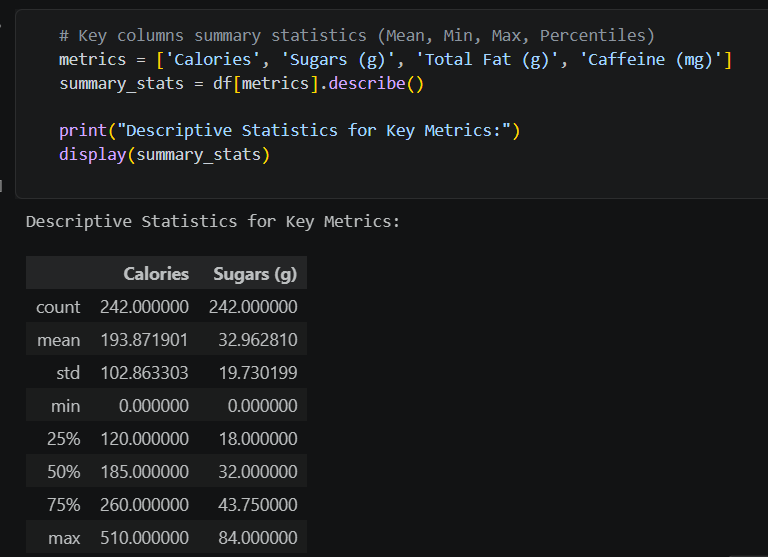 # Key columns summary statistics (Mean, Min, Max, Percentiles)
metrics = ['Calories', 'Sugars (g)', 'Total Fat (g)', 'Caffeine (mg)']
summary_stats = df[metrics].describe()
print("Descriptive Statistics for Key Metrics:")
display(summary_stats)
Descriptive Statistics for Key Metrics:
Calories Sugars (g)
count 242.000000 242.000000
mean 193.871901 32.962810
std 102.863303 19.730199
min 0.000000 0.000000
25% 120.000000 18.000000
50% 185.000000 32.000000
75% 260.000000 43.750000
max 510.000000 84.000000